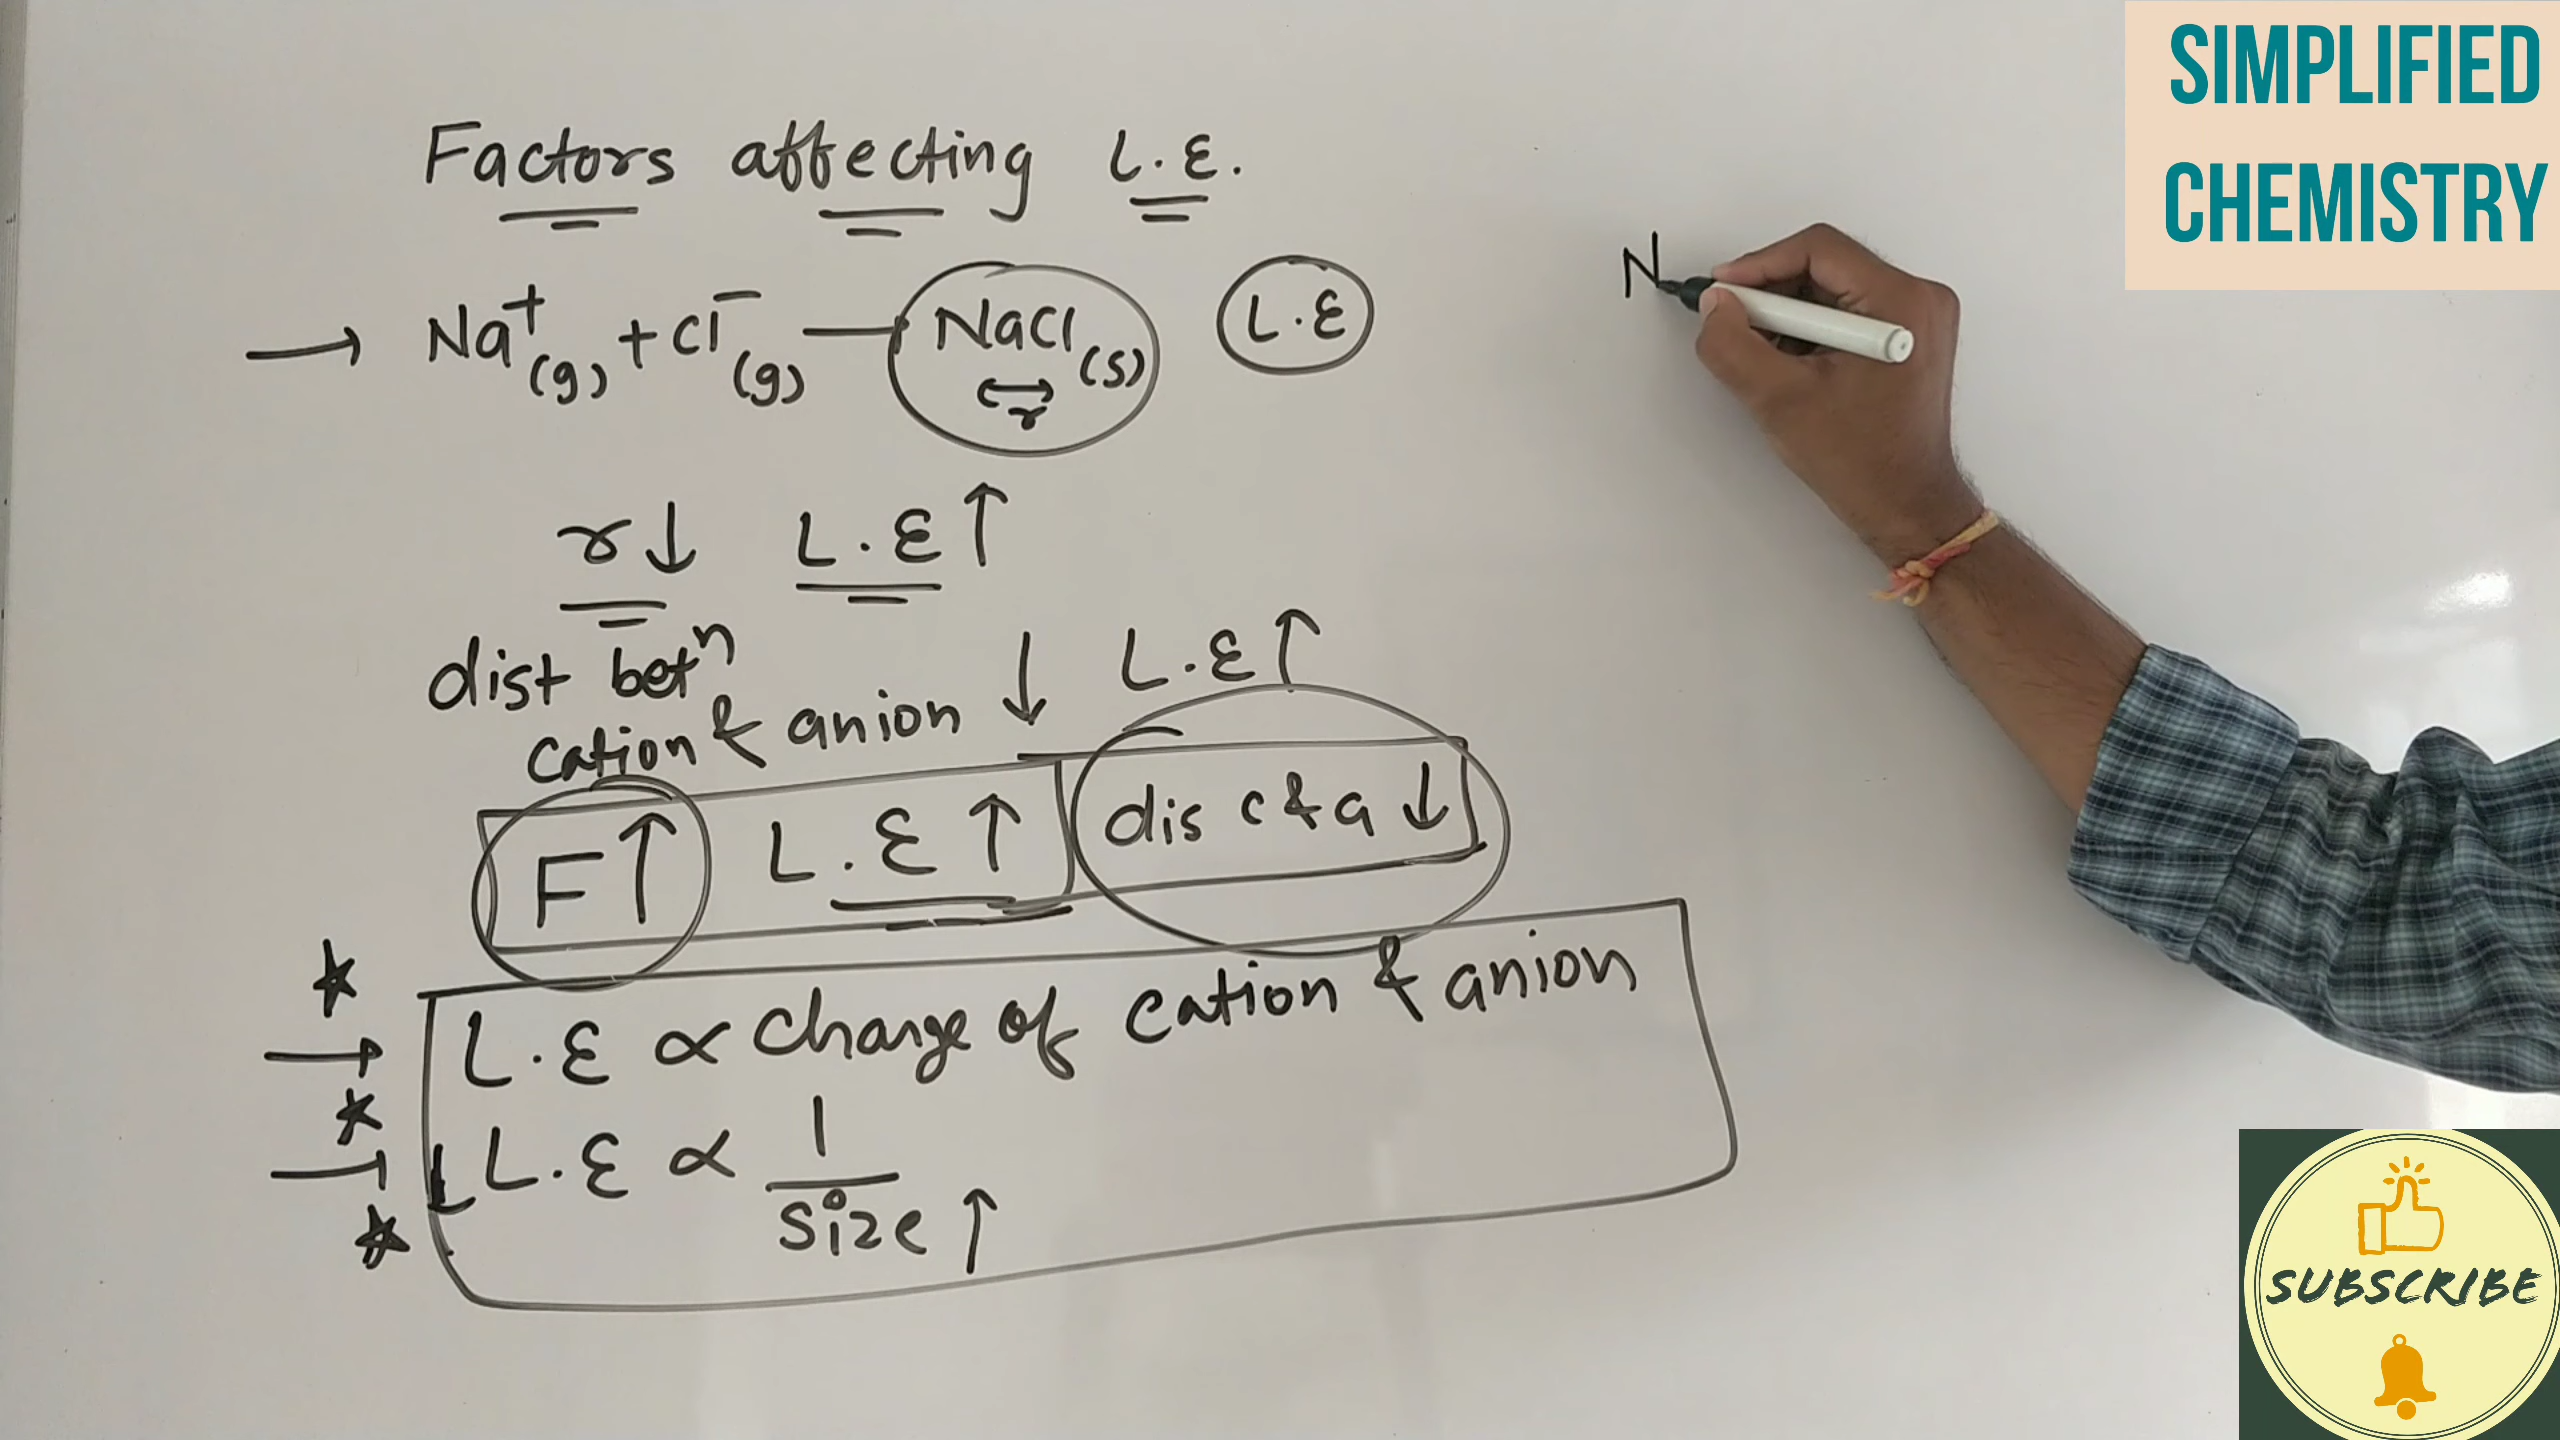 SIMPLIFIED
CHEMISTRY
Factors affecting L.E.
N
→ Na⁺(g) + Cl⁻(g) — NaCl(s) L.E
↔
r
r↓ L.E↑
dist betⁿ
cation & anion ↓ L.E↑
F↑ L.E↑ dis c & a ↓
★
→ L.E ∝ charge of cation & anion
★
→ ↓ L.E ∝ 1
size ↑
★
SUBSCRIBE